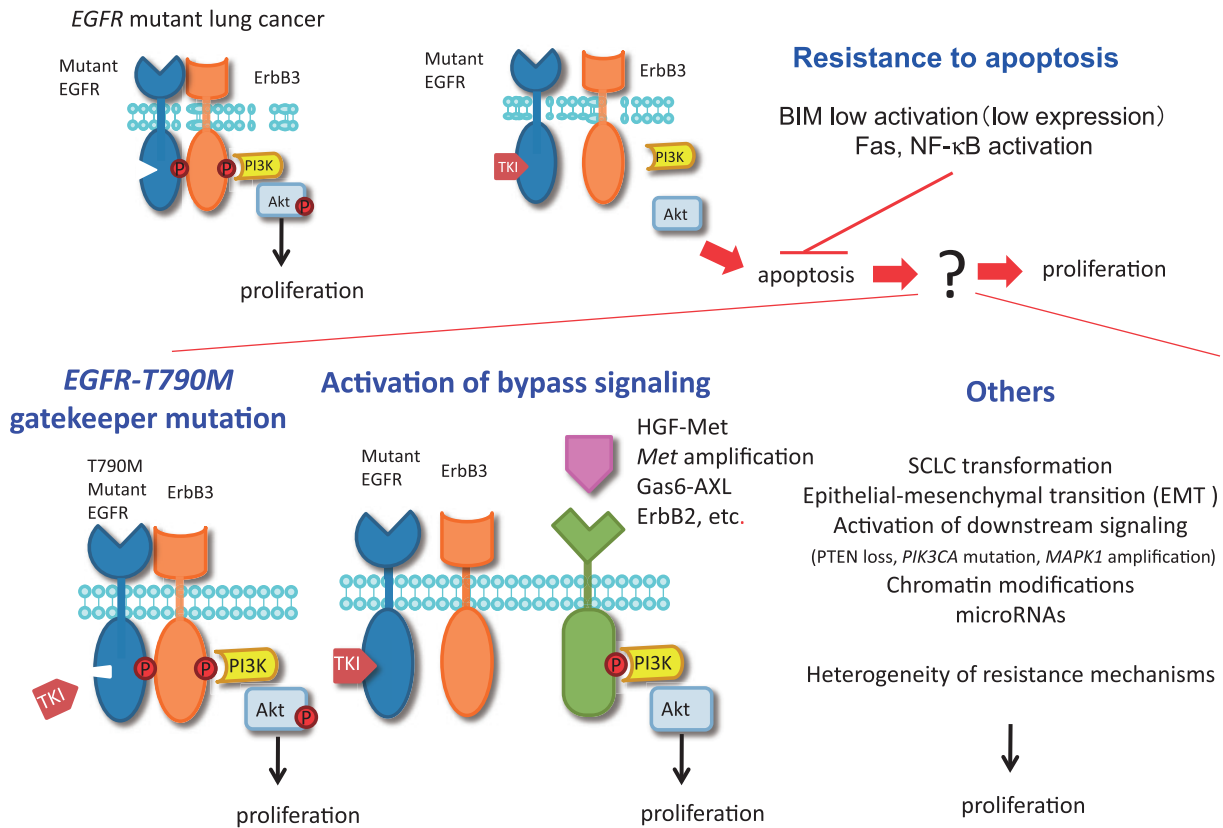 EGFR mutant lung cancer
Mutant
EGFR
ErbB3
P
P
PI3K
Akt
P
proliferation
Mutant
EGFR
ErbB3
TKI
PI3K
Akt
Resistance to apoptosis
BIM low activation (low expression)
Fas, NF-κB activation
apoptosis
?
proliferation
EGFR-T790M
gatekeeper mutation
T790M
Mutant
EGFR
ErbB3
TKI
P
P
PI3K
Akt
P
proliferation
Activation of bypass signaling
Mutant
EGFR
ErbB3
HGF-Met
Met amplification
Gas6-AXL
ErbB2, etc.
TKI
P
PI3K
Akt
proliferation
Others
SCLC transformation
Epithelial-mesenchymal transition (EMT )
Activation of downstream signaling
(PTEN loss, PIK3CA mutation, MAPK1 amplification)
Chromatin modifications
microRNAs
Heterogeneity of resistance mechanisms
proliferation